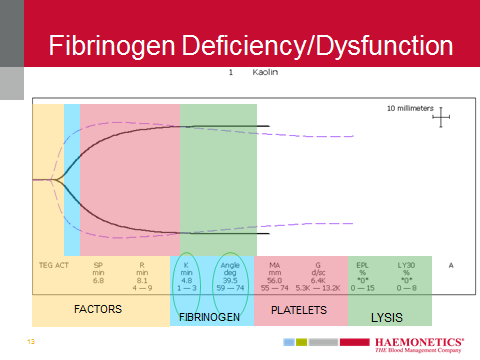 Fibrinogen Deficiency/Dysfunction
1 Kaolin
10 millimeters
TEG ACT SP R K Angle MA G EPL LY30 A
min min min deg mm d/sc % %
6.8 8.1 4.8 39.5 56.0 6.4K *0* *0*
4 — 9 1 — 3 59 — 74 55 — 74 5.3K — 13.2K 0 — 15 0 — 8
FACTORS FIBRINOGEN PLATELETS LYSIS
13
HAEMONETICS®
THE Blood Management Company